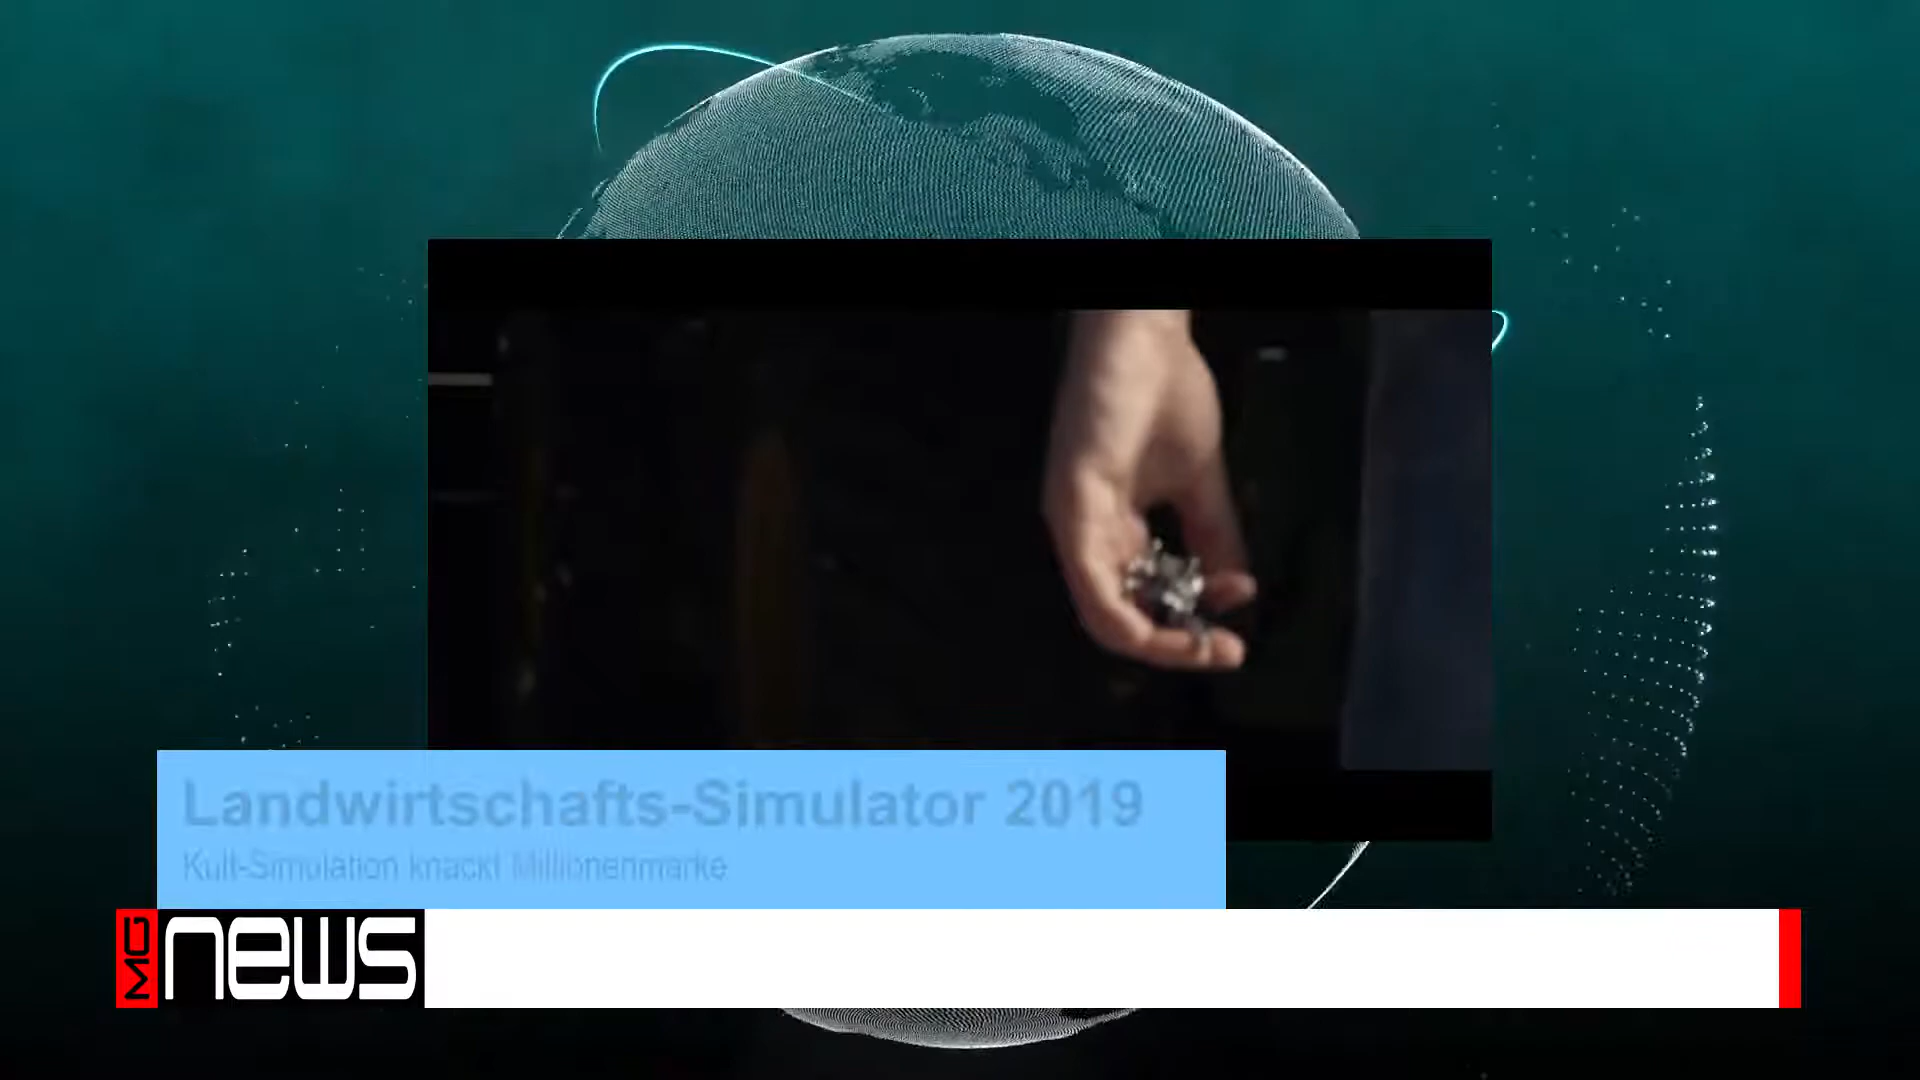 Landwirtschafts-Simulator 2019
Kult-Simulation knackt Millionenmarke
MG news